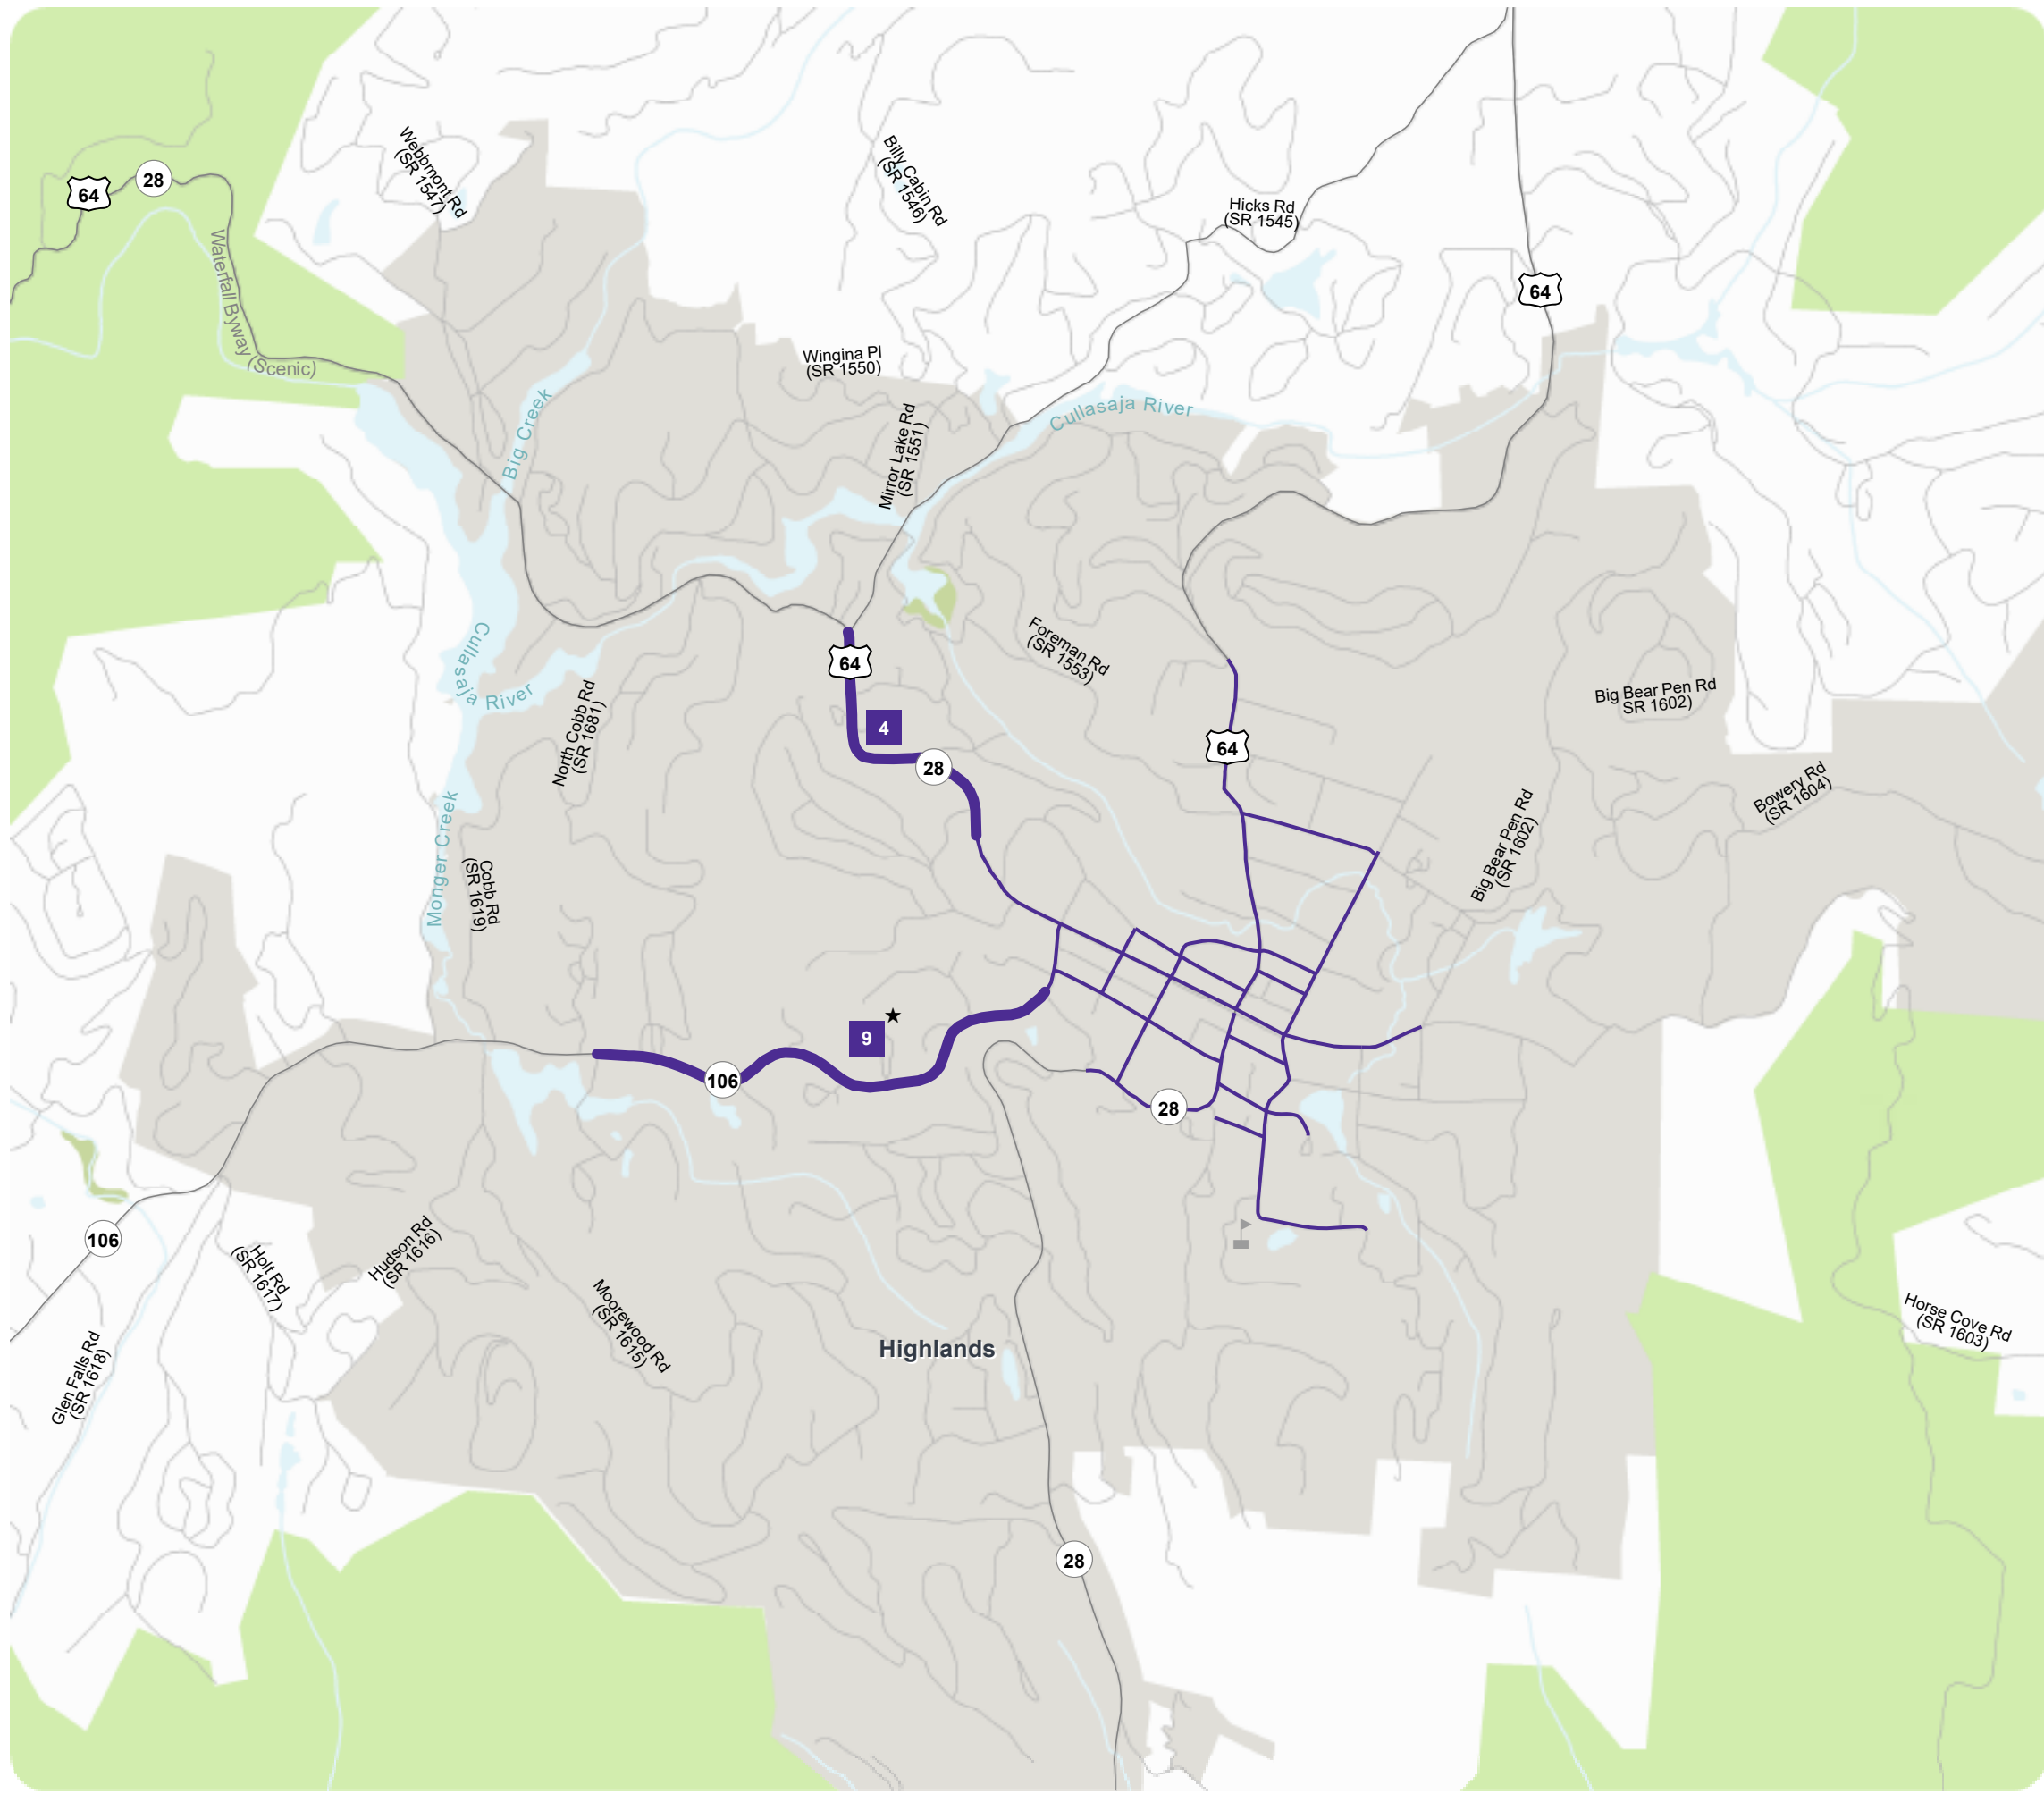 Webbmont Rd
(SR 1547)
Billy Cabin Rd
(SR 1546)
28
64
Hicks Rd
(SR 1545)
Waterfall Byway (Scenic)
64
Wingina Pl
(SR 1550)
Big Creek
Cullasaja River
Mirror Lake Rd
(SR 1551)
Cullasaja River
Foreman Rd
(SR 1553)
64
North Cobb Rd
(SR 1681)
Big Bear Pen Rd
SR 1602)
4
64
28
Bowery Rd
(SR 1604)
Big Bear Pen Rd
(SR 1602)
Monger Creek
Cobb Rd
(SR 1619)
9
106
28
106
Holt Rd
(SR 1617)
Hudson Rd
(SR 1616)
Moorewood Rd
(SR 1615)
Highlands
Horse Cove Rd
(SR 1603)
Glen Falls Rd
(SR 1618)
28